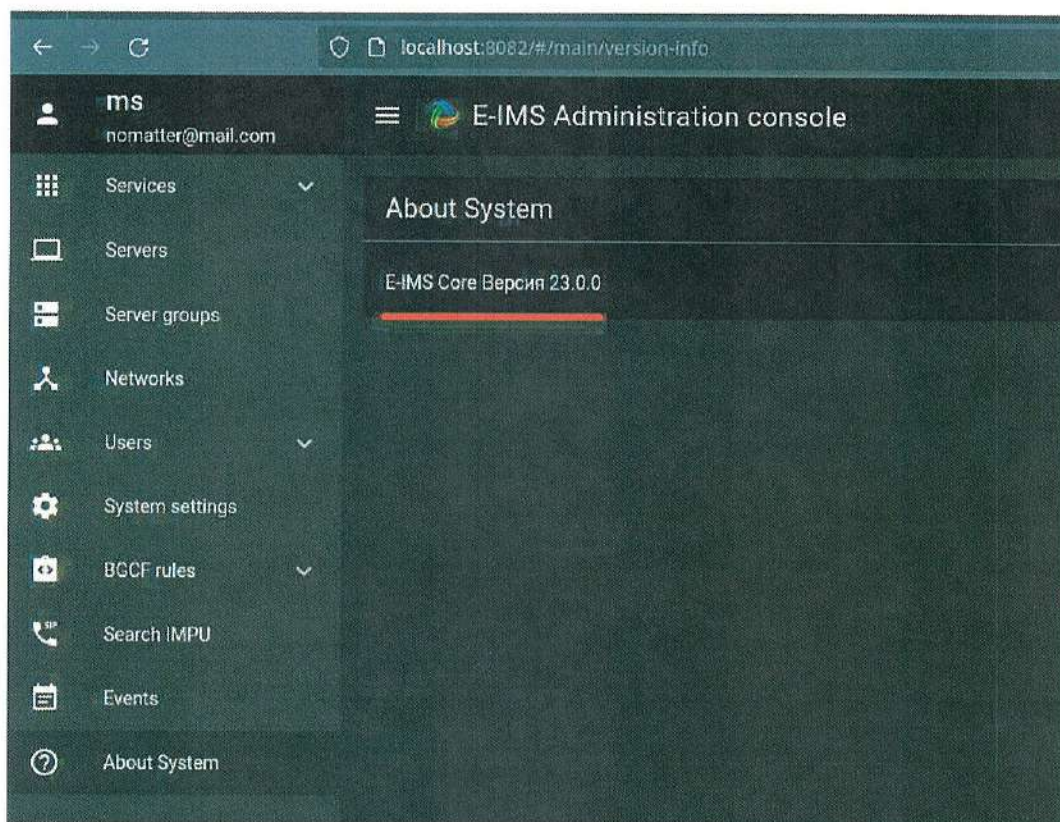 localhost:8082/#/main/version-info
ms
nomatter@mail.com
E-IMS Administration console
Services
Servers
Server groups
Networks
Users
System settings
BGCF rules
SIP
Search IMPU
Events
About System
About System
E-IMS Core Версия 23.0.0